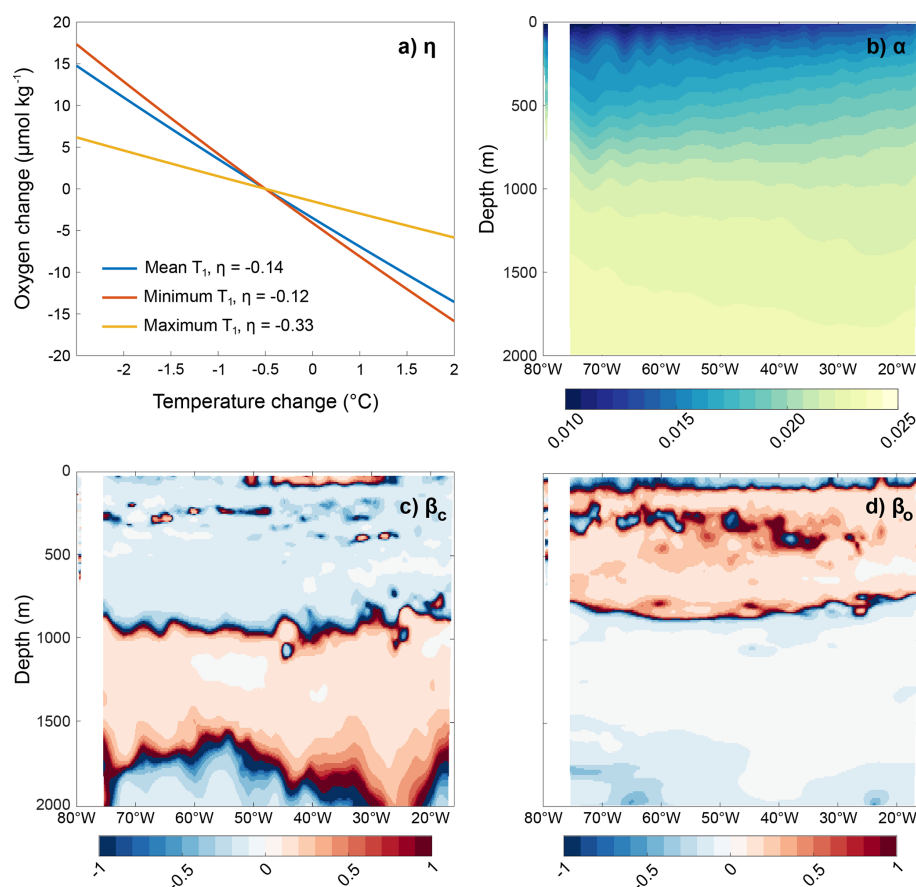 a) η
Oxygen change (μmol kg-1)
20
15
10
5
0
-5
-10
-15
-20
Mean T1, η = -0.14
Minimum T1, η = -0.12
Maximum T1, η = -0.33
-2 -1.5 -1 -0.5 0 0.5 1 1.5 2
Temperature change (°C)
b) α
Depth (m)
0
500
1000
1500
2000
80°W 70°W 60°W 50°W 40°W 30°W 20°W
0.010 0.015 0.020 0.025
c) βc
Depth (m)
0
500
1000
1500
2000
80°W 70°W 60°W 50°W 40°W 30°W 20°W
-1 -0.5 0 0.5 1
d) βo
80°W 70°W 60°W 50°W 40°W 30°W 20°W
-1 -0.5 0 0.5 1